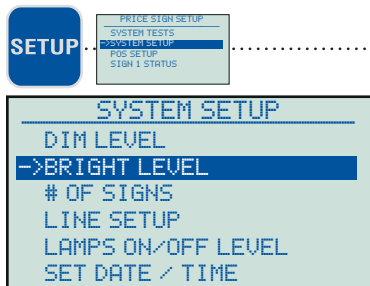 SETUP
PRICE SIGN SETUP
SYSTEM TESTS
->SYSTEM SETUP
POS SETUP
SIGN 1 STATUS
SYSTEM SETUP
DIM LEVEL
->BRIGHT LEVEL
# OF SIGNS
LINE SETUP
LAMPS ON/OFF LEVEL
SET DATE / TIME